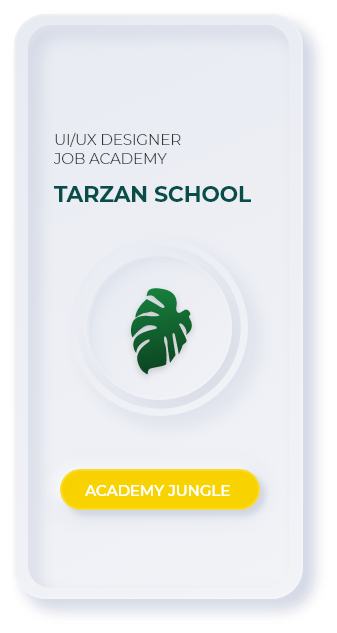 UI/UX DESIGNER
JOB ACADEMY
TARZAN SCHOOL
ACADEMY JUNGLE